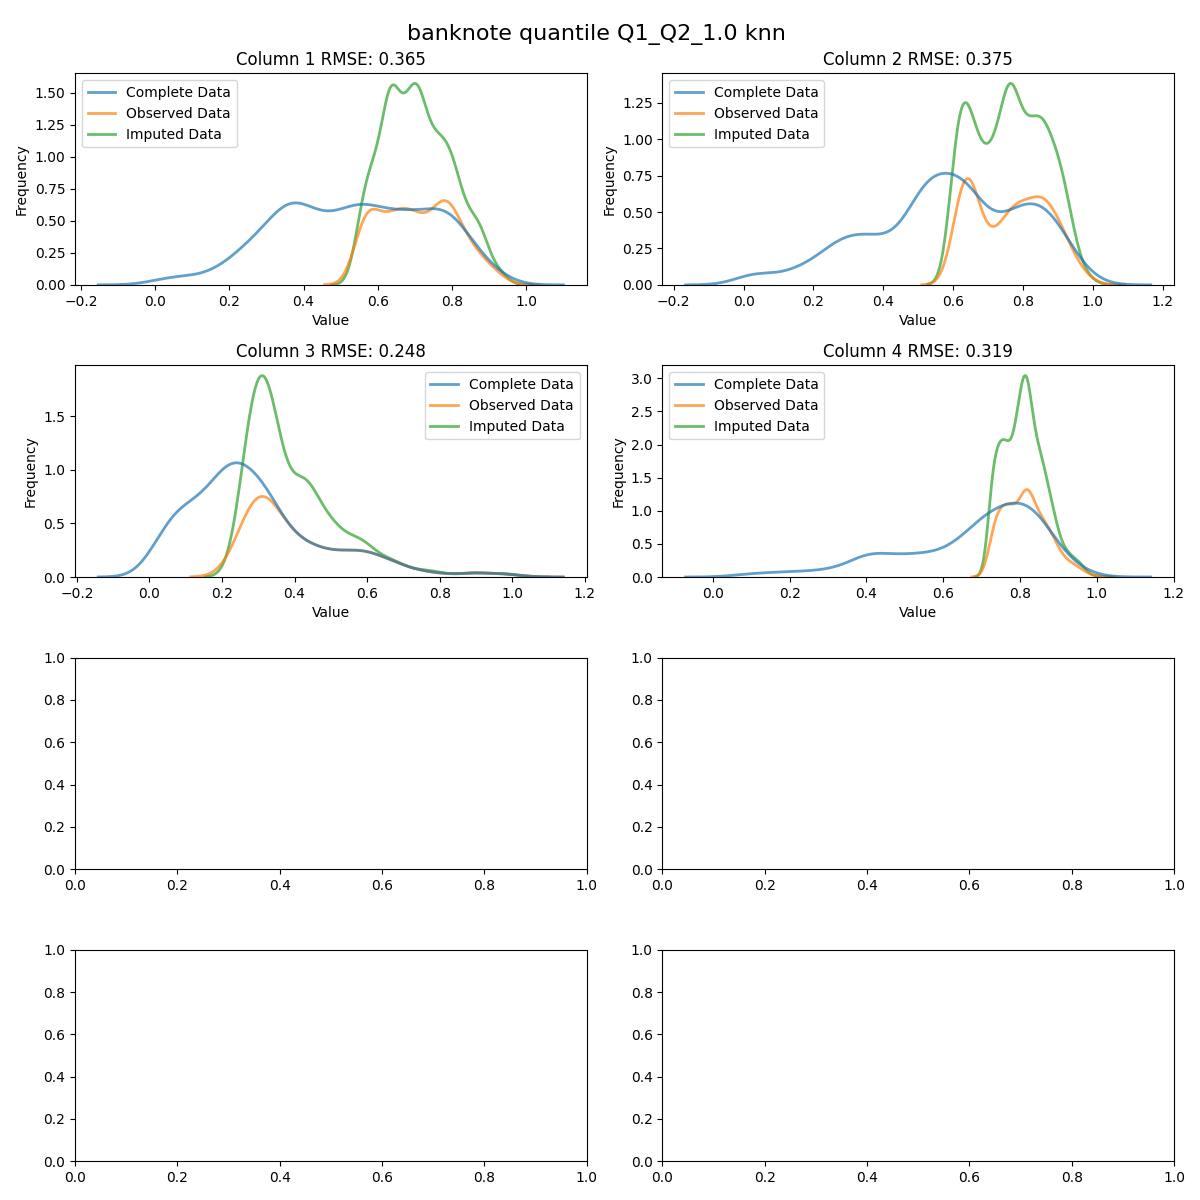 banknote quantile Q1_Q2_1.0 knn
Column 1 RMSE: 0.365
Complete Data
Observed Data
Imputed Data
Frequency
1.50
1.25
1.00
0.75
0.50
0.25
0.00
−0.2 0.0 0.2 0.4 0.6 0.8 1.0
Value
Column 2 RMSE: 0.375
Complete Data
Observed Data
Imputed Data
Frequency
1.25
1.00
0.75
0.50
0.25
0.00
−0.2 0.0 0.2 0.4 0.6 0.8 1.0 1.2
Value
Column 3 RMSE: 0.248
Complete Data
Observed Data
Imputed Data
Frequency
1.5
1.0
0.5
0.0
−0.2 0.0 0.2 0.4 0.6 0.8 1.0 1.2
Value
Column 4 RMSE: 0.319
Complete Data
Observed Data
Imputed Data
Frequency
3.0
2.5
2.0
1.5
1.0
0.5
0.0
0.0 0.2 0.4 0.6 0.8 1.0 1.2
Value
1.0
0.8
0.6
0.4
0.2
0.0
0.0 0.2 0.4 0.6 0.8 1.0
1.0
0.8
0.6
0.4
0.2
0.0
0.0 0.2 0.4 0.6 0.8 1.0
1.0
0.8
0.6
0.4
0.2
0.0
0.0 0.2 0.4 0.6 0.8 1.0
1.0
0.8
0.6
0.4
0.2
0.0
0.0 0.2 0.4 0.6 0.8 1.0